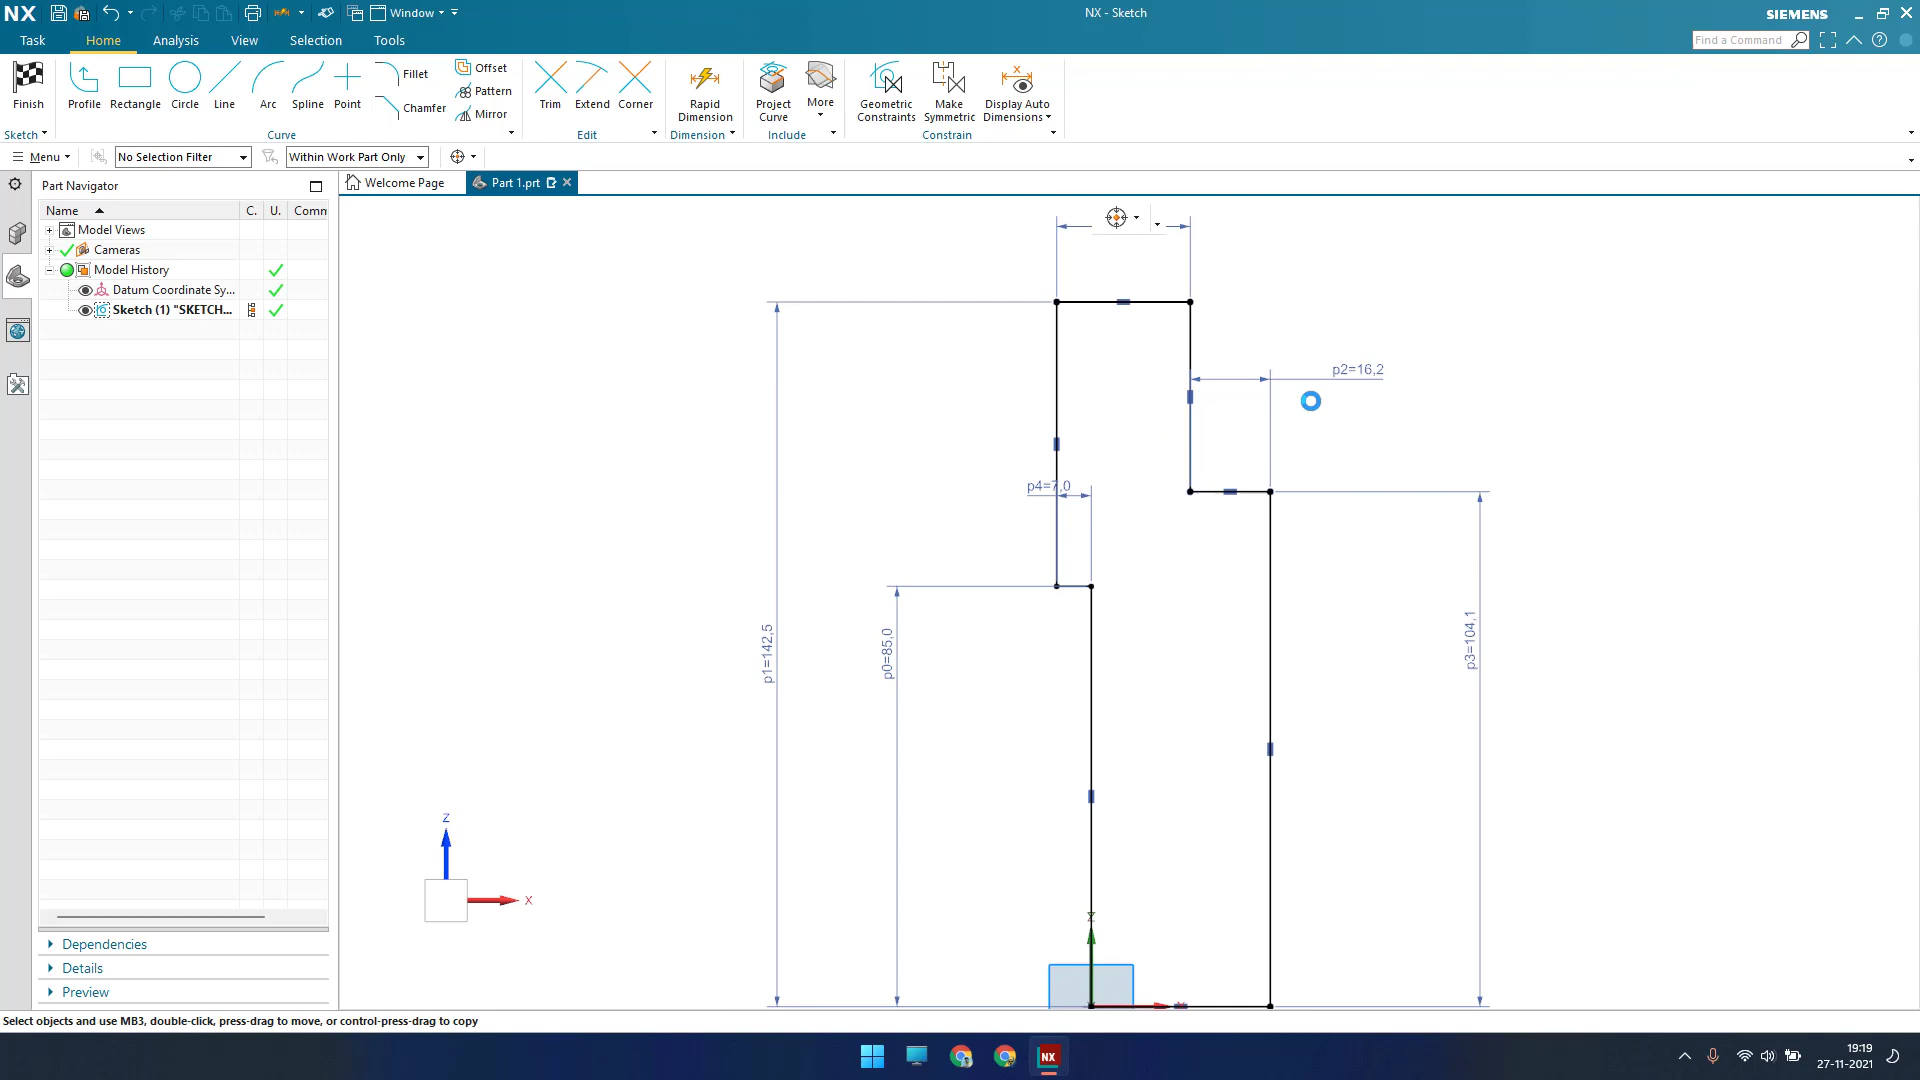 NX
Window
NX - Sketch
SIEMENS
Task
Home
Analysis
View
Selection
Tools
Find a Command
Finish
Profile
Rectangle
Circle
Line
Arc
Spline
Point
Fillet
Chamfer
Offset
Pattern
Mirror
Trim
Extend
Corner
Rapid
Dimension
Project
Curve
More
Geometric
Constraints
Make
Symmetric
Display Auto
Dimensions
Sketch
Curve
Edit
Dimension
Include
Constrain
Menu
No Selection Filter
Within Work Part Only
Part Navigator
Welcome Page
Part 1.prt
Name
C.
U.
Comm
Model Views
Cameras
Model History
Datum Coordinate Sy...
Sketch (1) "SKETCH...
p2=16,2
p4=7,0
p1=142,5
p0=85,0
p3=104,1
Z
X
Dependencies
Details
Preview
Select objects and use MB3, double-click, press-drag to move, or control-press-drag to copy
NX
19:19
27-11-2021